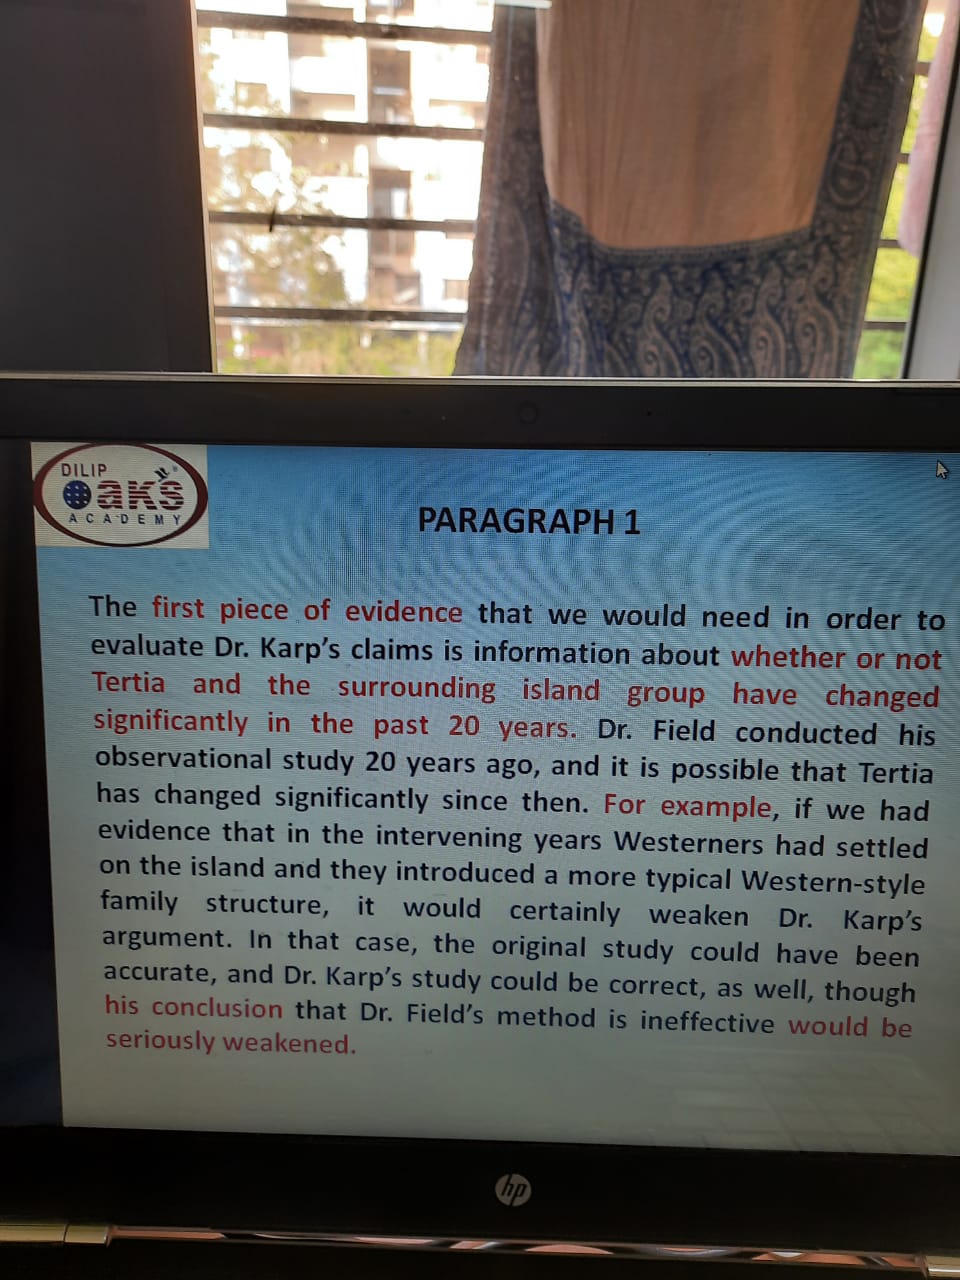 DILIP
Oaks
ACADEMY
PARAGRAPH 1
The first piece of evidence that we would need in order to
evaluate Dr. Karp's claims is information about whether or not
Tertia and the surrounding island group have changed
significantly in the past 20 years. Dr. Field conducted his
observational study 20 years ago, and it is possible that Tertia
has changed significantly since then. For example, if we had
evidence that in the intervening years Westerners had settled
on the island and they introduced a more typical Western-style
family structure, it would certainly weaken Dr. Karp's
argument. In that case, the original study could have been
accurate, and Dr. Karp's study could be correct, as well, though
his conclusion that Dr. Field's method is ineffective would be
seriously weakened.
hp